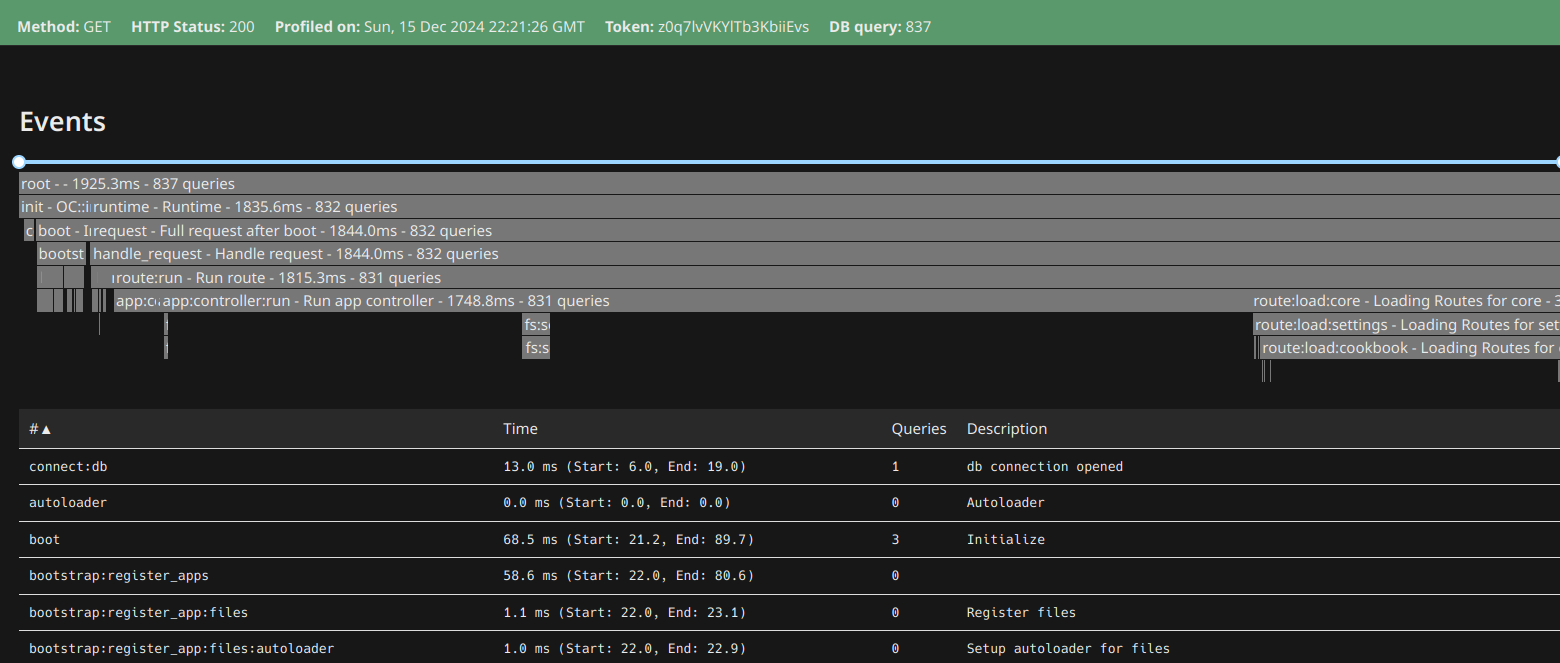 Method: GET HTTP Status: 200 Profiled on: Sun, 15 Dec 2024 22:21:26 GMT Token: z0q7lvVKYlTb3KbiiEvs DB query: 837
Events
root - - 1925.3ms - 837 queries
init - OC::i runtime - Runtime - 1835.6ms - 832 queries
c boot - I request - Full request after boot - 1844.0ms - 832 queries
bootst handle_request - Handle request - 1844.0ms - 832 queries
route:run - Run route - 1815.3ms - 831 queries
app:c app:controller:run - Run app controller - 1748.8ms - 831 queries route:load:core - Loading Routes for core - 3
fs:s route:load:settings - Loading Routes for set
fs:s route:load:cookbook - Loading Routes for
# ▲ Time Queries Description
connect:db 13.0 ms (Start: 6.0, End: 19.0) 1 db connection opened
autoloader 0.0 ms (Start: 0.0, End: 0.0) 0 Autoloader
boot 68.5 ms (Start: 21.2, End: 89.7) 3 Initialize
bootstrap:register_apps 58.6 ms (Start: 22.0, End: 80.6) 0
bootstrap:register_app:files 1.1 ms (Start: 22.0, End: 23.1) 0 Register files
bootstrap:register_app:files:autoloader 1.0 ms (Start: 22.0, End: 22.9) 0 Setup autoloader for files